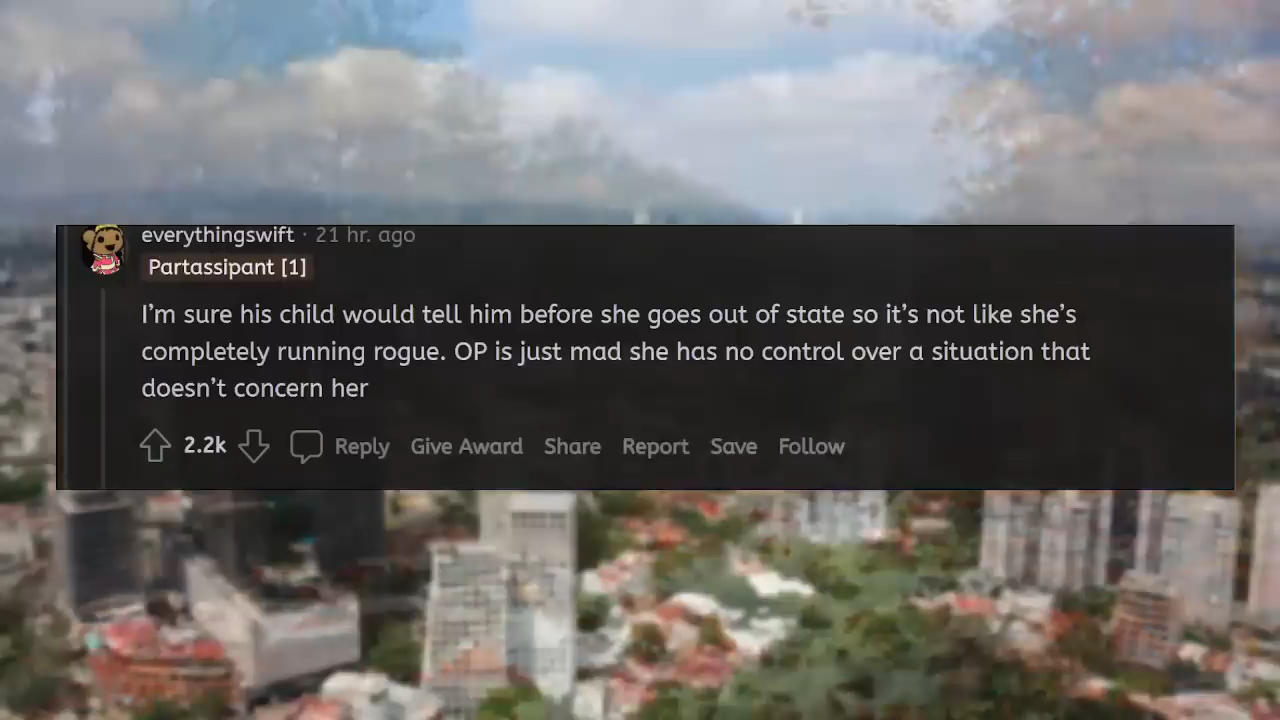 everythingswift · 21 hr. ago
Partassipant [1]
I’m sure his child would tell him before she goes out of state so it’s not like she’s
completely running rogue. OP is just mad she has no control over a situation that
doesn’t concern her
2.2k Reply Give Award Share Report Save Follow